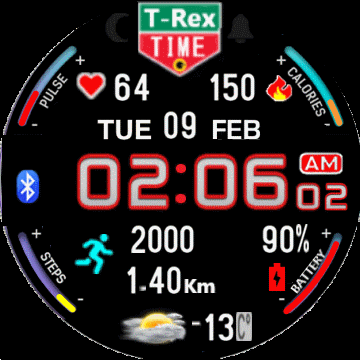 T-Rex
TIME
PULSE
+
-
64
150
CALORIES
+
-
TUE 09 FEB
02:06 AM
02
2000
90%
STEPS
+
-
BATTERY
+
-
1.40Km
-13C°